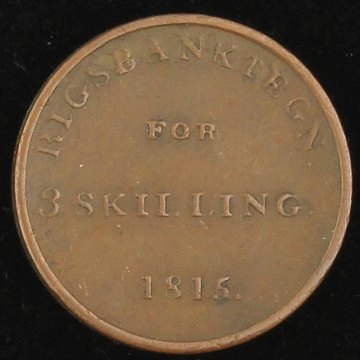 RIGSBANKTEGN
FOR
3 SKILLING.
1815.